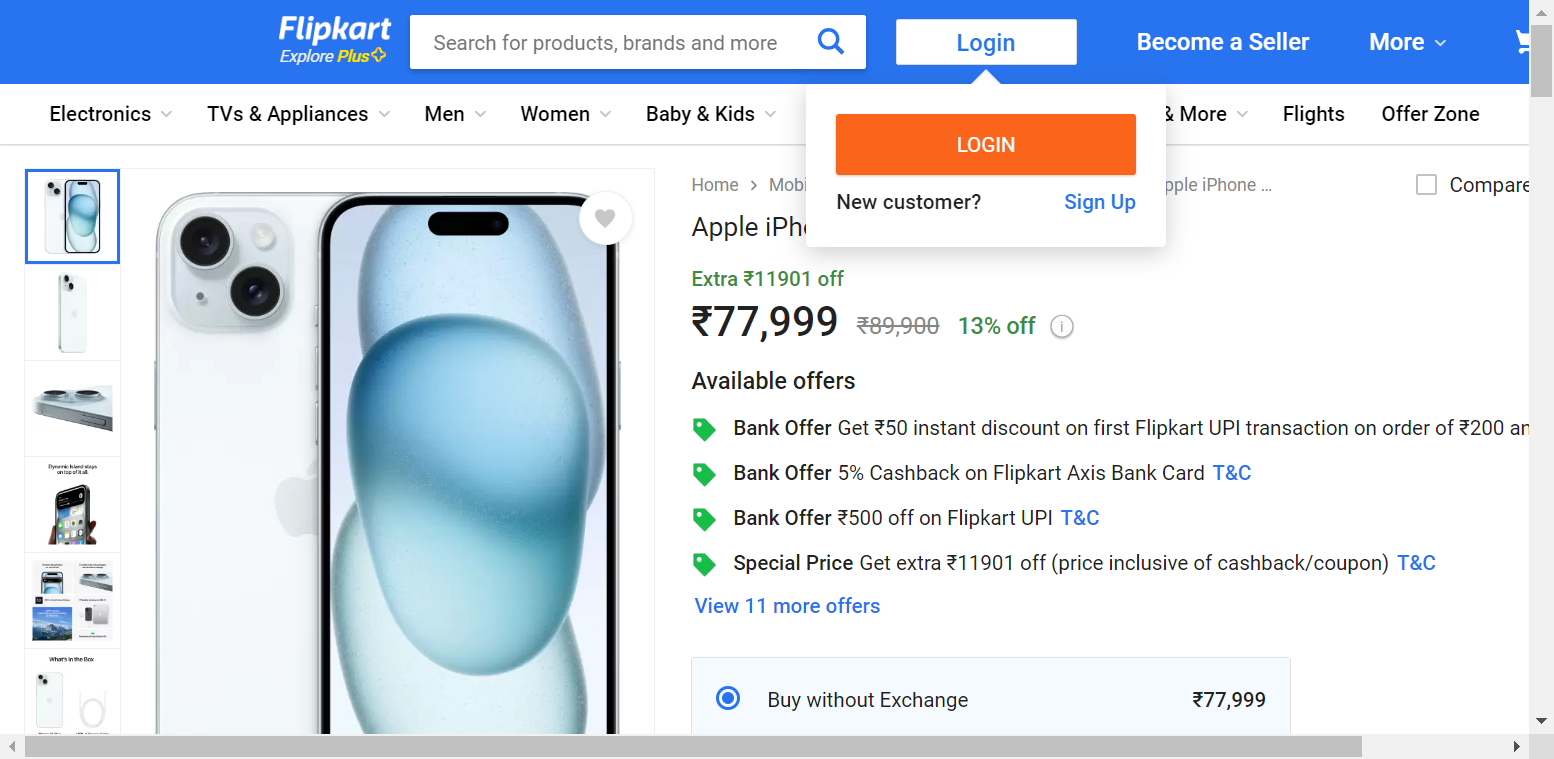 Flipkart
Explore Plus
Search for products, brands and more
Login
Become a Seller
More
Electronics
TVs & Appliances
Men
Women
Baby & Kids
& More
Flights
Offer Zone
LOGIN
New customer?
Sign Up
Home
Mobi
pple iPhone ...
Compare
Apple iPh
Extra ₹11901 off
₹77,999 ₹89,900 13% off
Available offers
Bank Offer Get ₹50 instant discount on first Flipkart UPI transaction on order of ₹200 an
Bank Offer 5% Cashback on Flipkart Axis Bank Card T&C
Bank Offer ₹500 off on Flipkart UPI T&C
Special Price Get extra ₹11901 off (price inclusive of cashback/coupon) T&C
View 11 more offers
Buy without Exchange ₹77,999
Dynamic Island stays
on top of it all.
What's in the Box